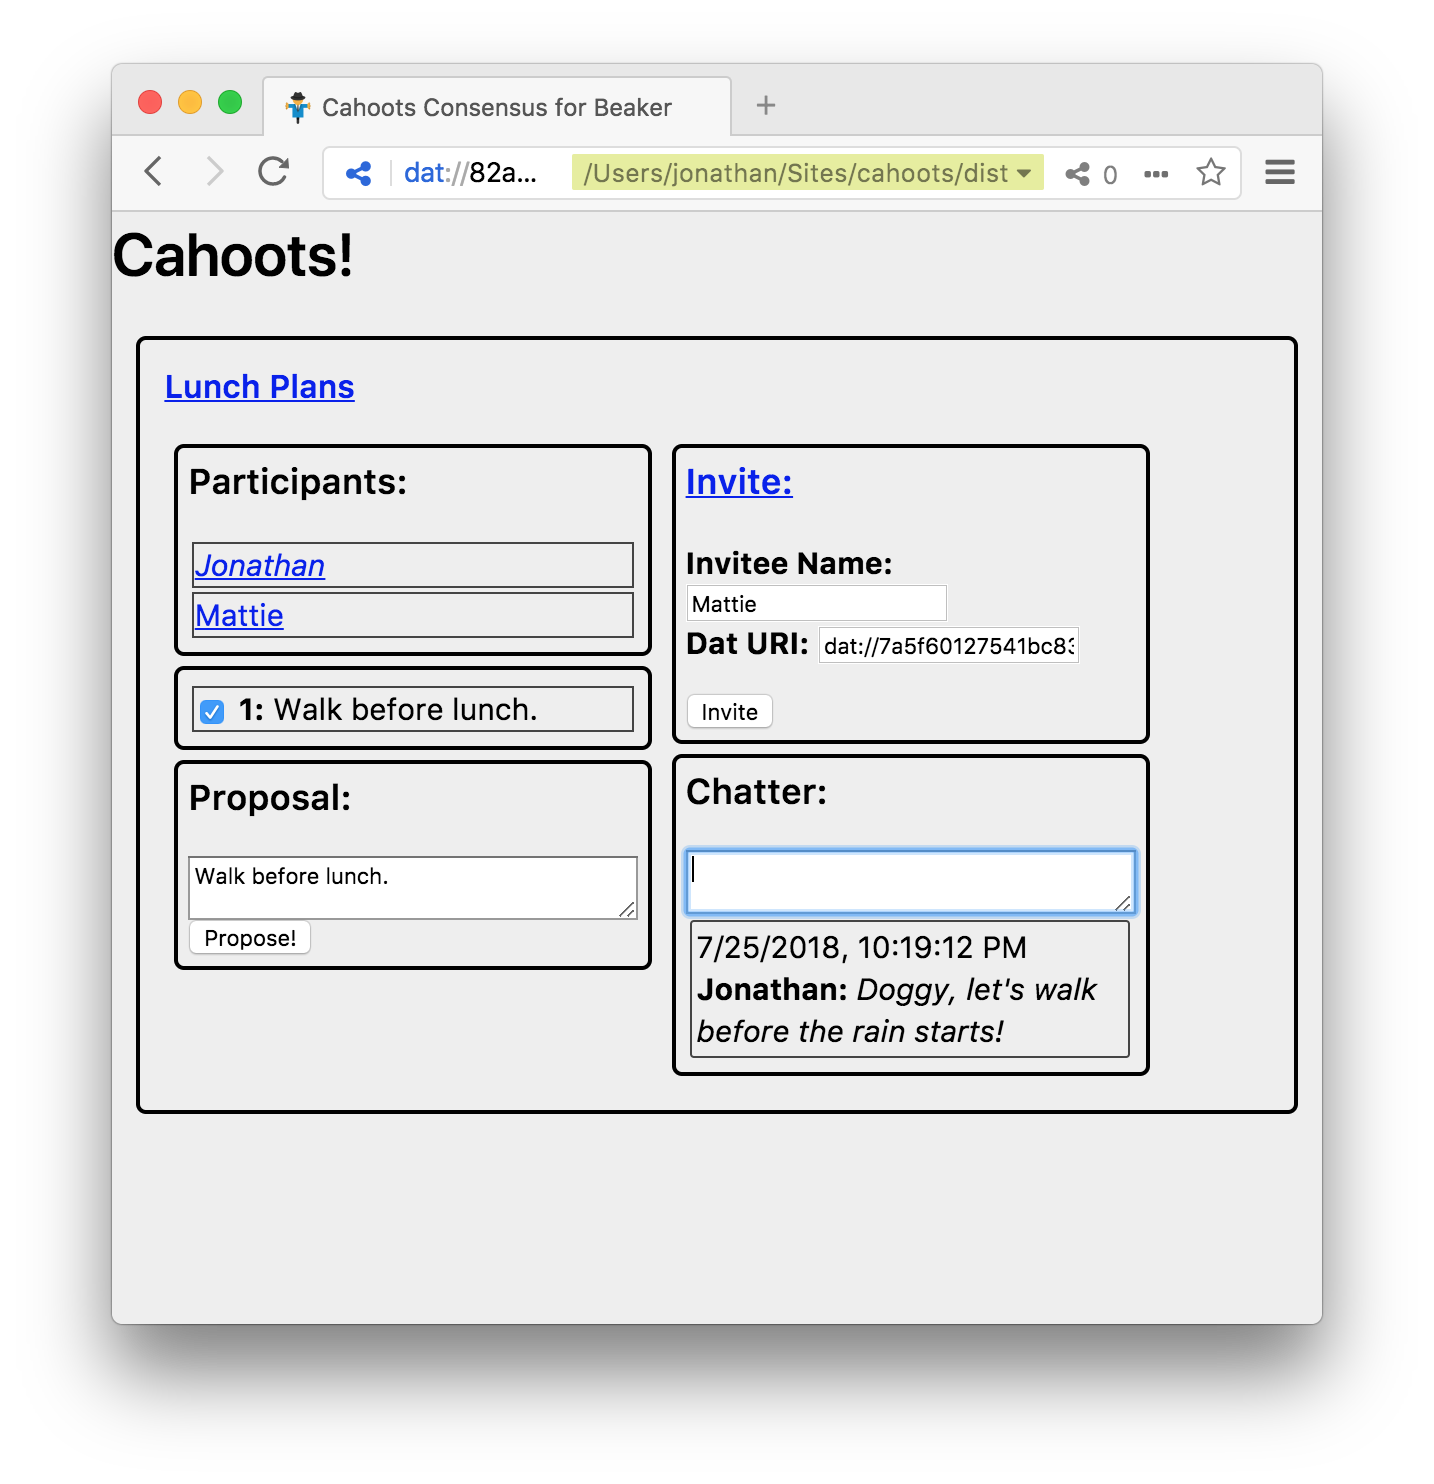 Cahoots Consensus for Beaker
dat://82a...
/Users/jonathan/Sites/cahoots/dist
0
Cahoots!
Lunch Plans
Participants:
Jonathan
Mattie
1: Walk before lunch.
Proposal:
Walk before lunch.
Propose!
Invite:
Invitee Name:
Mattie
Dat URI: dat://7a5f60127541bc83
Invite
Chatter:
7/25/2018, 10:19:12 PM
Jonathan: Doggy, let's walk
before the rain starts!